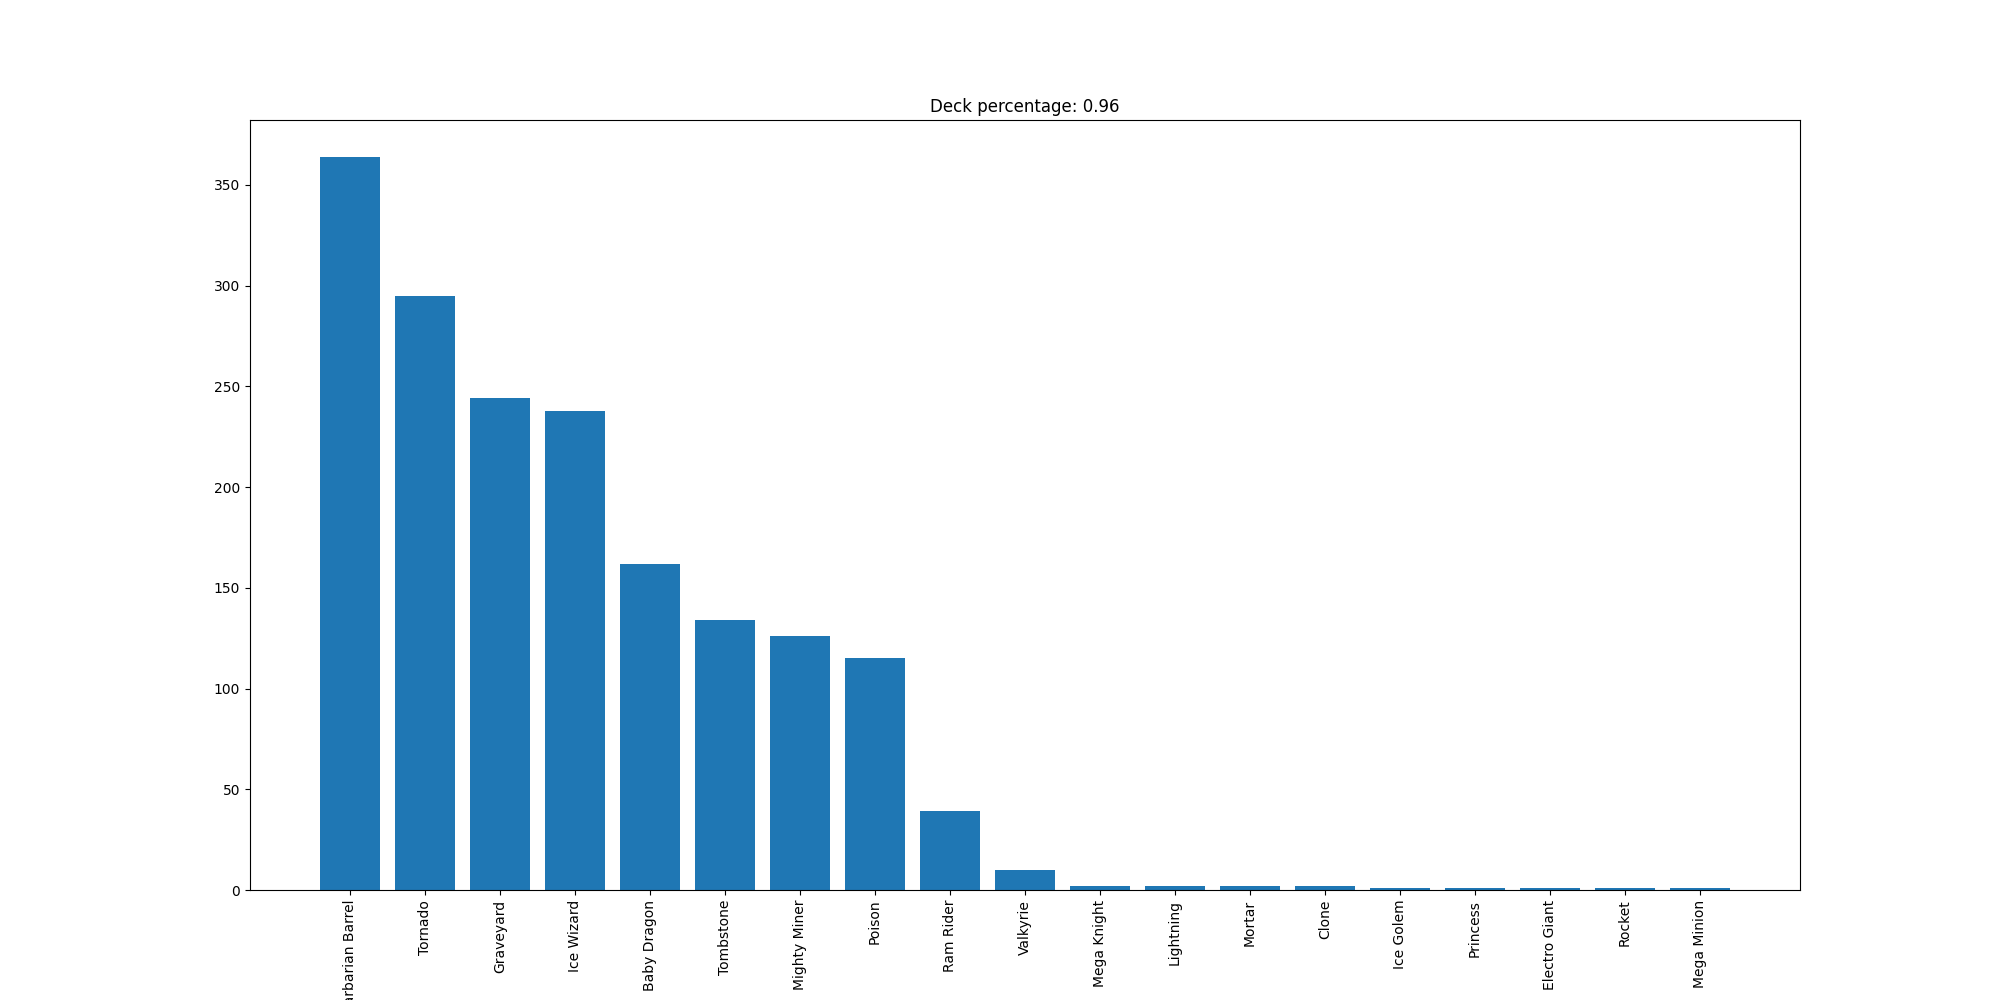 Deck percentage: 0.96
350
300
250
200
150
100
50
0
arbarian Barrel
Tornado
Graveyard
Ice Wizard
Baby Dragon
Tombstone
Mighty Miner
Poison
Ram Rider
Valkyrie
Mega Knight
Lightning
Mortar
Clone
Ice Golem
Princess
Electro Giant
Rocket
Mega Minion